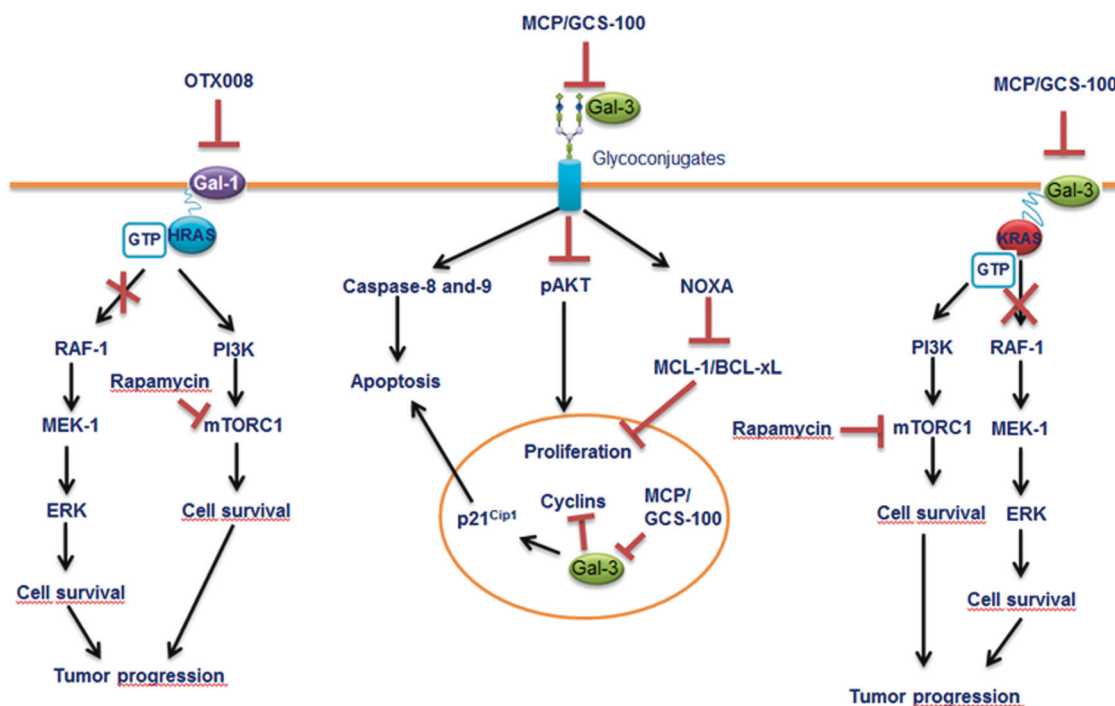 MCP/GCS-100
OTX008
Gal-3
MCP/GCS-100
Glycoconjugates
Gal-1
Gal-3
GTP
HRAS
KRAS
GTP
Caspase-8 and-9
pAKT
NOXA
RAF-1
PI3K
PI3K
RAF-1
Apoptosis
MCL-1/BCL-xL
Rapamycin
MEK-1
mTORC1
Rapamycin
mTORC1
MEK-1
Proliferation
ERK
Cell survival
p21Cip1
Cyclins
MCP/
GCS-100
Cell survival
ERK
Gal-3
Cell survival
Cell survival
Tumor progression
Tumor progression